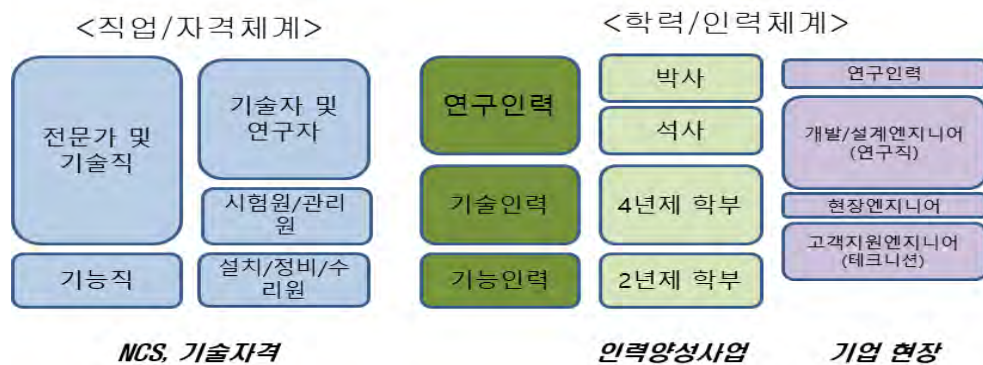 <직업/자격체계>
<학력/인력체계>
전문가 및
기술직
기술자 및
연구자
시험원/관리
원
기능직
설치/정비/수
리원
연구인력
기술인력
기능인력
박사
석사
4년제 학부
2년제 학부
연구인력
개발/설계엔지니어
(연구직)
현장엔지니어
고객지원엔지니어
(테크니션)
NCS, 기술자격
인력양성사업
기업 현장